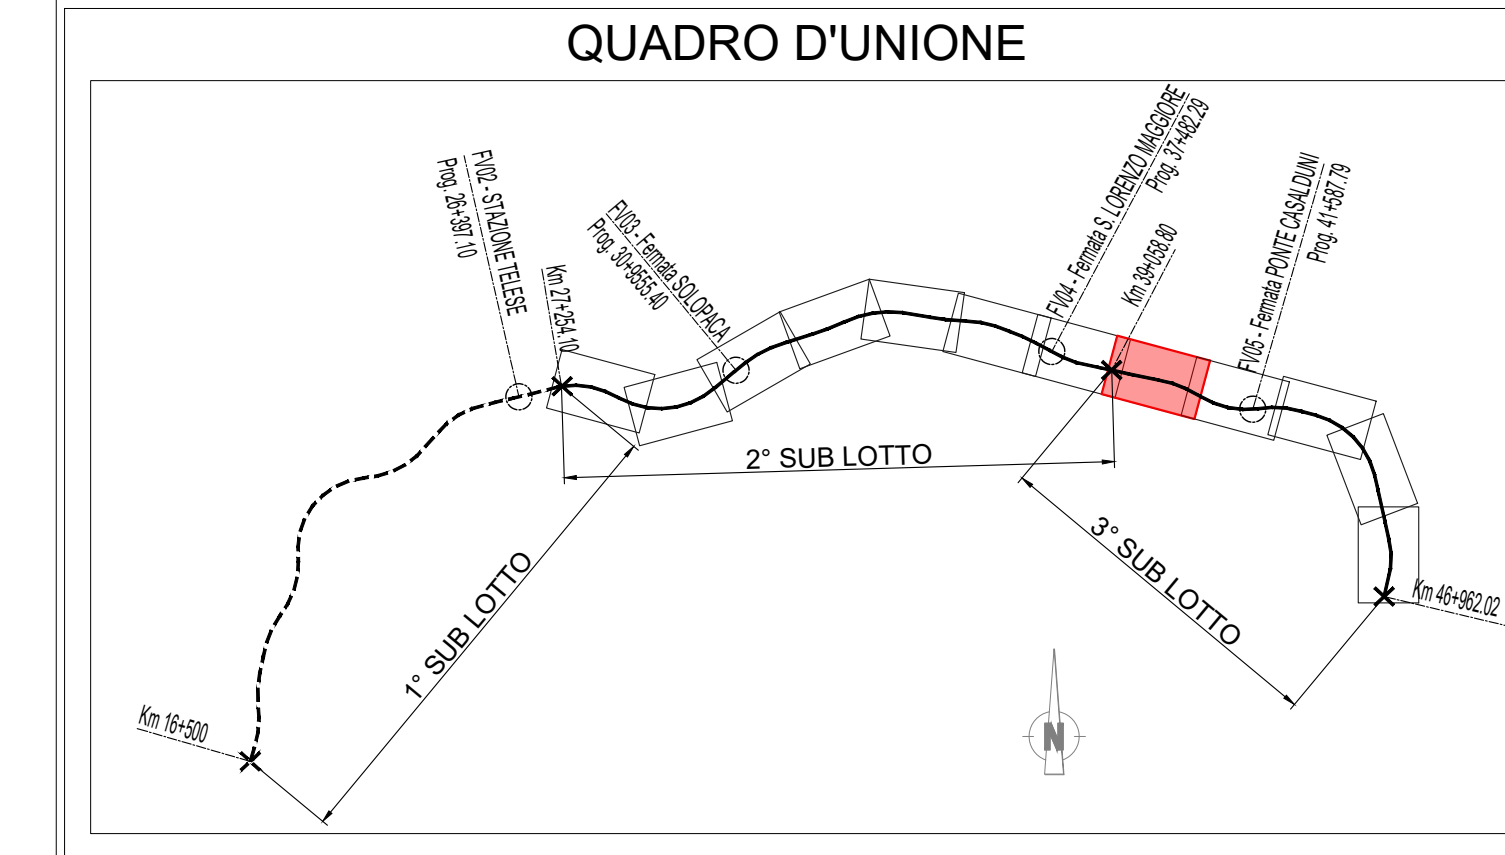 QUADRO D'UNIONE
FV02 - STAZIONE TELESE
Prog. 26+397.10
Km 27+254.10
FV03 - Fermata SOLOPACA
Prog. 30+9555.40
FV04 - Fermata S. LORENZO MAGGIORE
Prog. 37+482.29
Km 39+058.80
FV05 - Fermata PONTE CASALDUNI
Prog. 41+587.79
2° SUB LOTTO
1° SUB LOTTO
3° SUB LOTTO
Km 46+962.02
Km 16+500
N